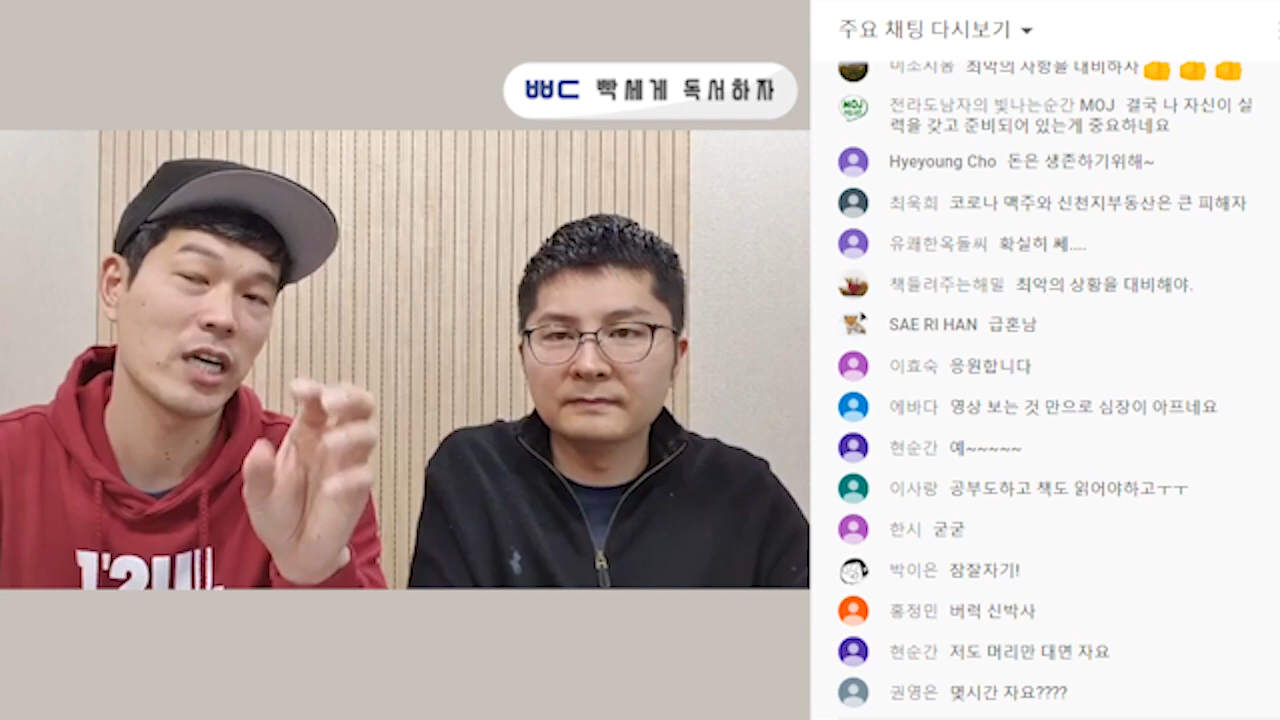 ㅃㄷ 빡세게 독서하자
주요 채팅 다시보기
최악의 사항을 대비하자
전라도남자의 빛나는순간 MOJ 결국 나 자신이 실
력을 갖고 준비되어 있는게 중요하네요
Hyeyoung Cho 돈은 생존하기위해~
최욱희 코로나 맥주와 신천지부동산은 큰 피해자
유쾌한옥돌씨 확실히 쎄....
책들려주는해밀 최악의 상황을 대비해야.
SAE RI HAN 급혼남
이효숙 응원합니다
에바다 영상 보는 것 만으로 심장이 아프네요
현순간 예~~~~~
이사랑 공부도하고 책도 읽어야하고ㅜㅜ
한시 굳굳
박이은 잠잘자기!
홍정민 버럭 신박사
현순간 저도 머리만 대면 자요
권영은 몇시간 자요????